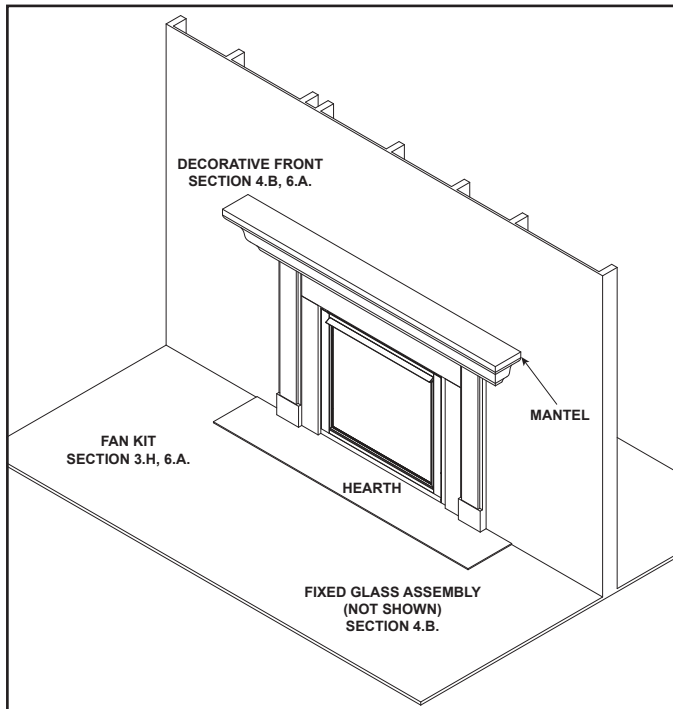 DECORATIVE FRONT
SECTION 4.B, 6.A.
MANTEL
FAN KIT
SECTION 3.H, 6.A.
HEARTH
FIXED GLASS ASSEMBLY
(NOT SHOWN)
SECTION 4.B.